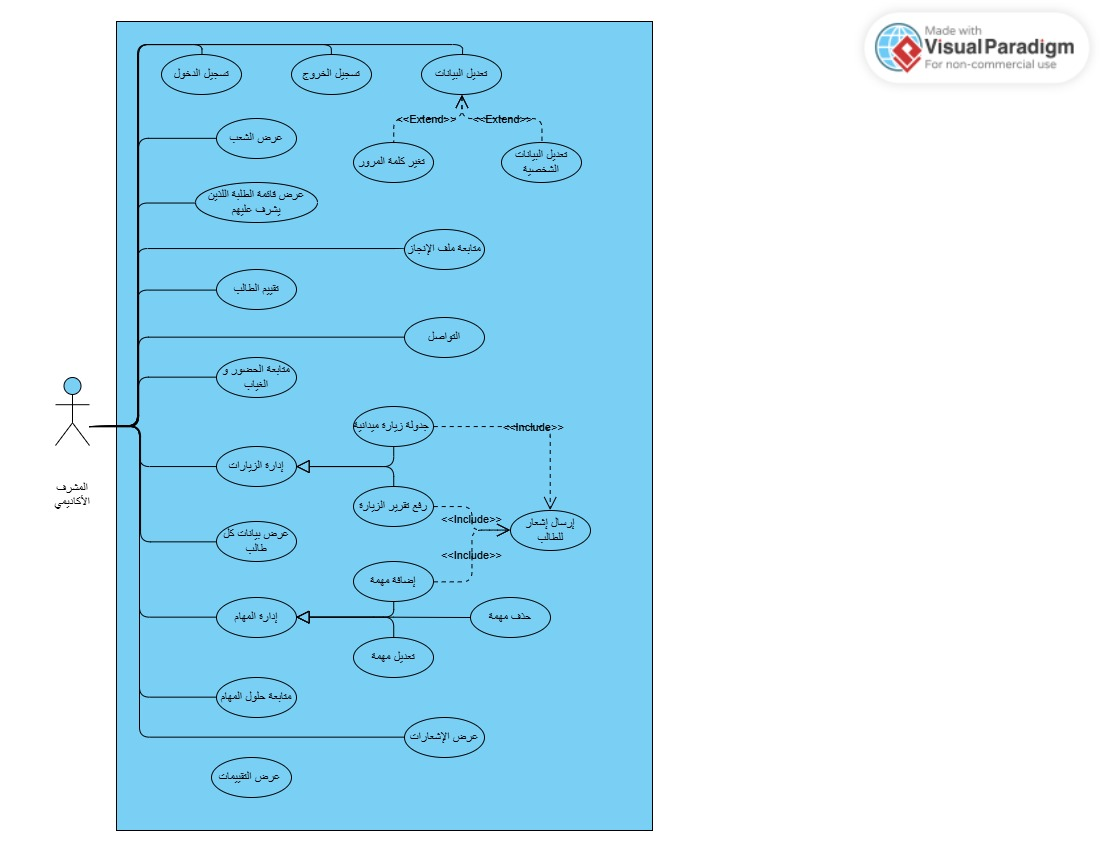 Made with
Visual Paradigm
For non-commercial use
تسجيل الدخول
تسجيل الخروج
تعديل البيانات
<<Extend>>
<<Extend>>
تغير كلمة المرور
تعديل البيانات
الشخصية
عرض الشعب
عرض قائمة الطلبة اللذين
يشرف عليهم
متابعة ملف الإنجاز
تقييم الطالب
التواصل
متابعة الحضور و
الغياب
المشرف
الأكاديمي
جدولة زيارة ميدانية
<<Include>>
إدارة الزيارات
رفع تقرير الزيارة
<<Include>>
إرسال إشعار
للطالب
<<Include>>
عرض بيانات كل
طالب
إضافة مهمة
إدارة المهام
حذف مهمة
تعديل مهمة
متابعة حلول المهام
عرض الإشعارات
عرض التقييمات